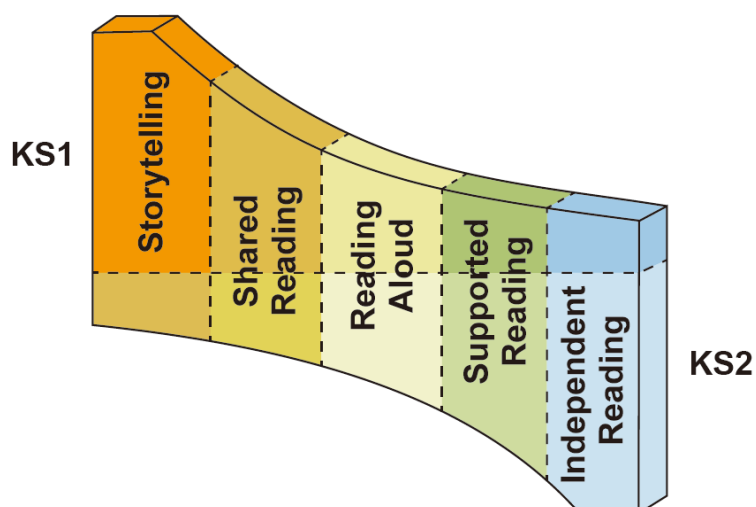 KS1
Storytelling
Shared
Reading
Reading
Aloud
Supported
Reading
Independent
Reading
KS2